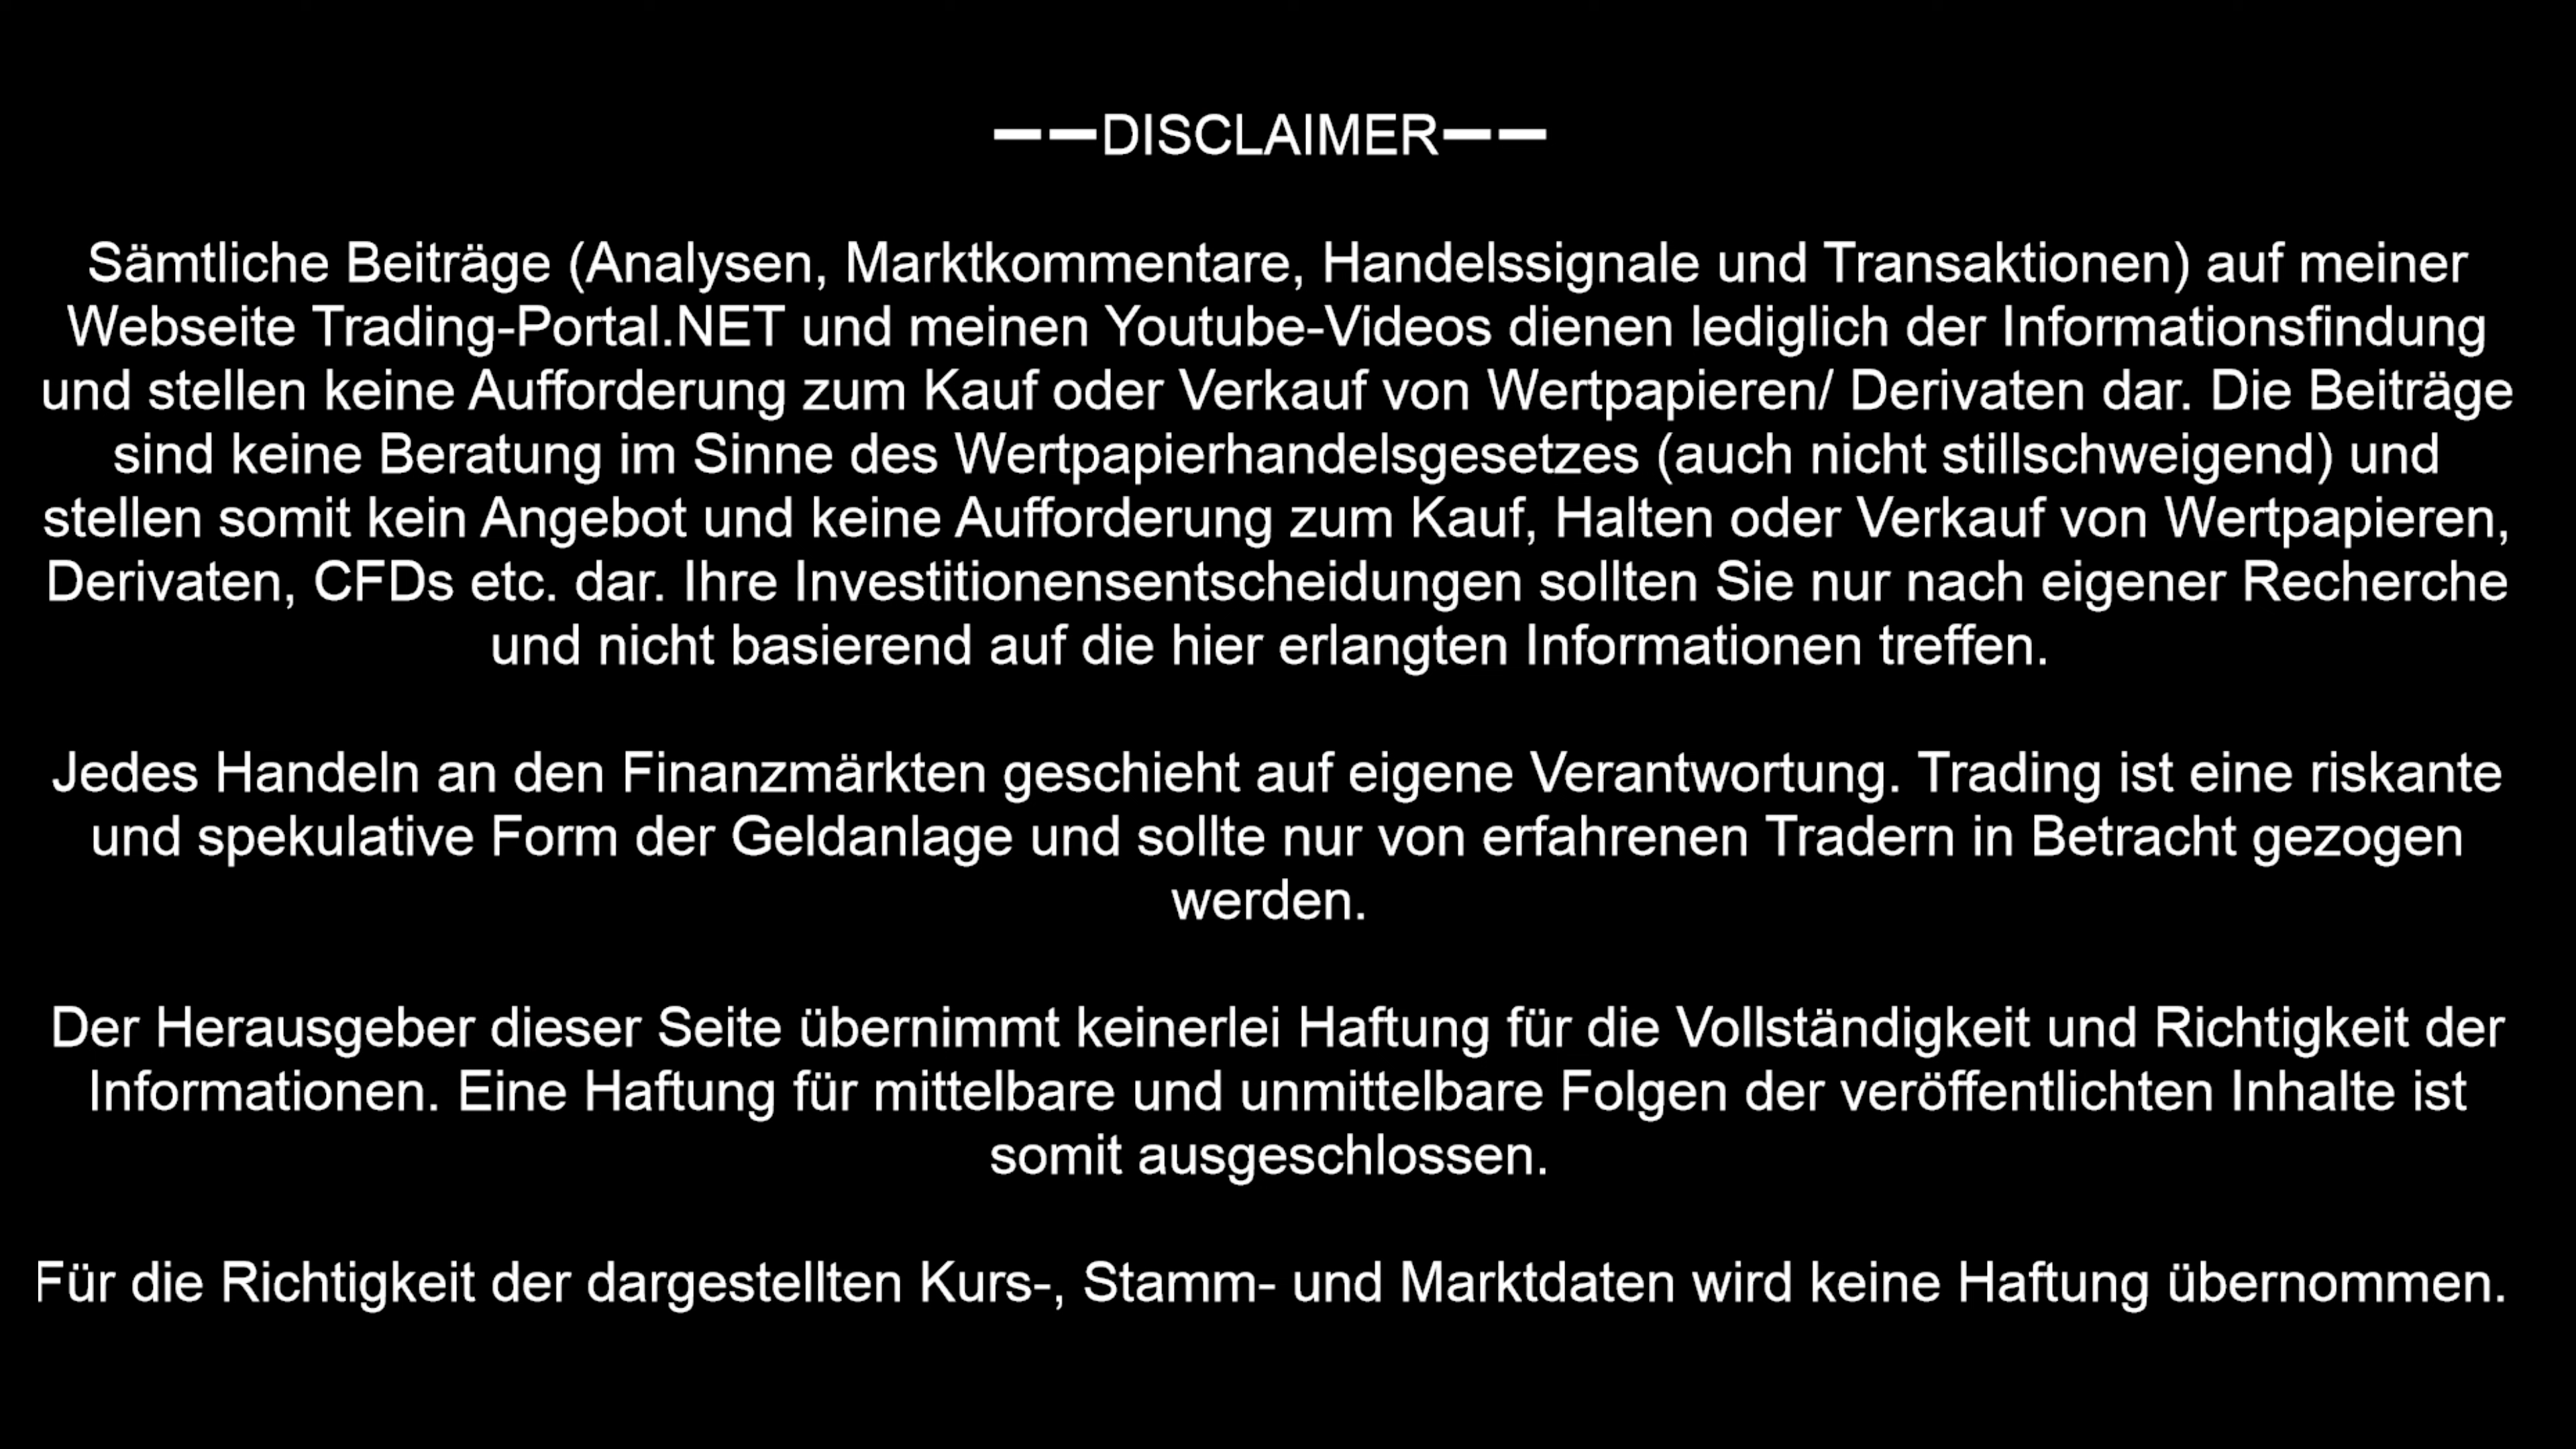 ——DISCLAIMER——
Sämtliche Beiträge (Analysen, Marktkommentare, Handelssignale und Transaktionen) auf meiner
Webseite Trading-Portal.NET und meinen Youtube-Videos dienen lediglich der Informationsfindung
und stellen keine Aufforderung zum Kauf oder Verkauf von Wertpapieren/ Derivaten dar. Die Beiträge
sind keine Beratung im Sinne des Wertpapierhandelsgesetzes (auch nicht stillschweigend) und
stellen somit kein Angebot und keine Aufforderung zum Kauf, Halten oder Verkauf von Wertpapieren,
Derivaten, CFDs etc. dar. Ihre Investitionensentscheidungen sollten Sie nur nach eigener Recherche
und nicht basierend auf die hier erlangten Informationen treffen.
Jedes Handeln an den Finanzmärkten geschieht auf eigene Verantwortung. Trading ist eine riskante
und spekulative Form der Geldanlage und sollte nur von erfahrenen Tradern in Betracht gezogen
werden.
Der Herausgeber dieser Seite übernimmt keinerlei Haftung für die Vollständigkeit und Richtigkeit der
Informationen. Eine Haftung für mittelbare und unmittelbare Folgen der veröffentlichten Inhalte ist
somit ausgeschlossen.
Für die Richtigkeit der dargestellten Kurs-, Stamm- und Marktdaten wird keine Haftung übernommen.